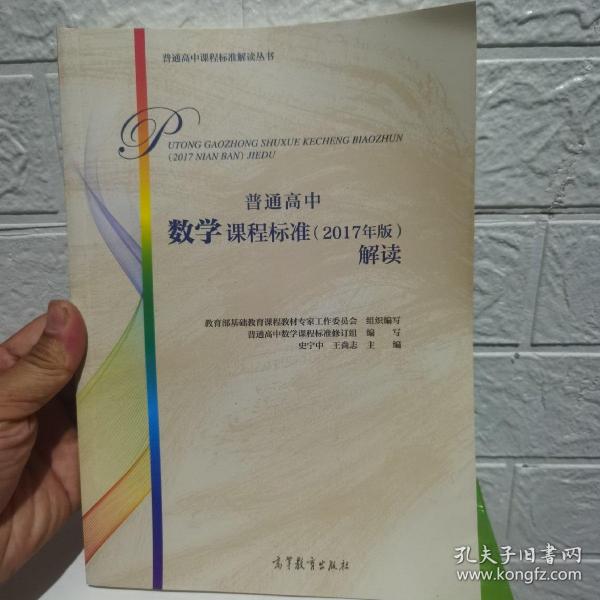 普通高中课程标准解读丛书
PUTONG GAOZHONG SHUXUE KECHENG BIAOZHUN
(2017 NIAN BAN) JIEDU
普通高中
数学课程标准(2017年版)
解读
教育部基础教育课程教材专家工作委员会 组织编写
普通高中数学课程标准修订组 编 写
史宁中 王尚志 主 编
高等教育出版社
孔夫子旧书网
www.kongfz.com